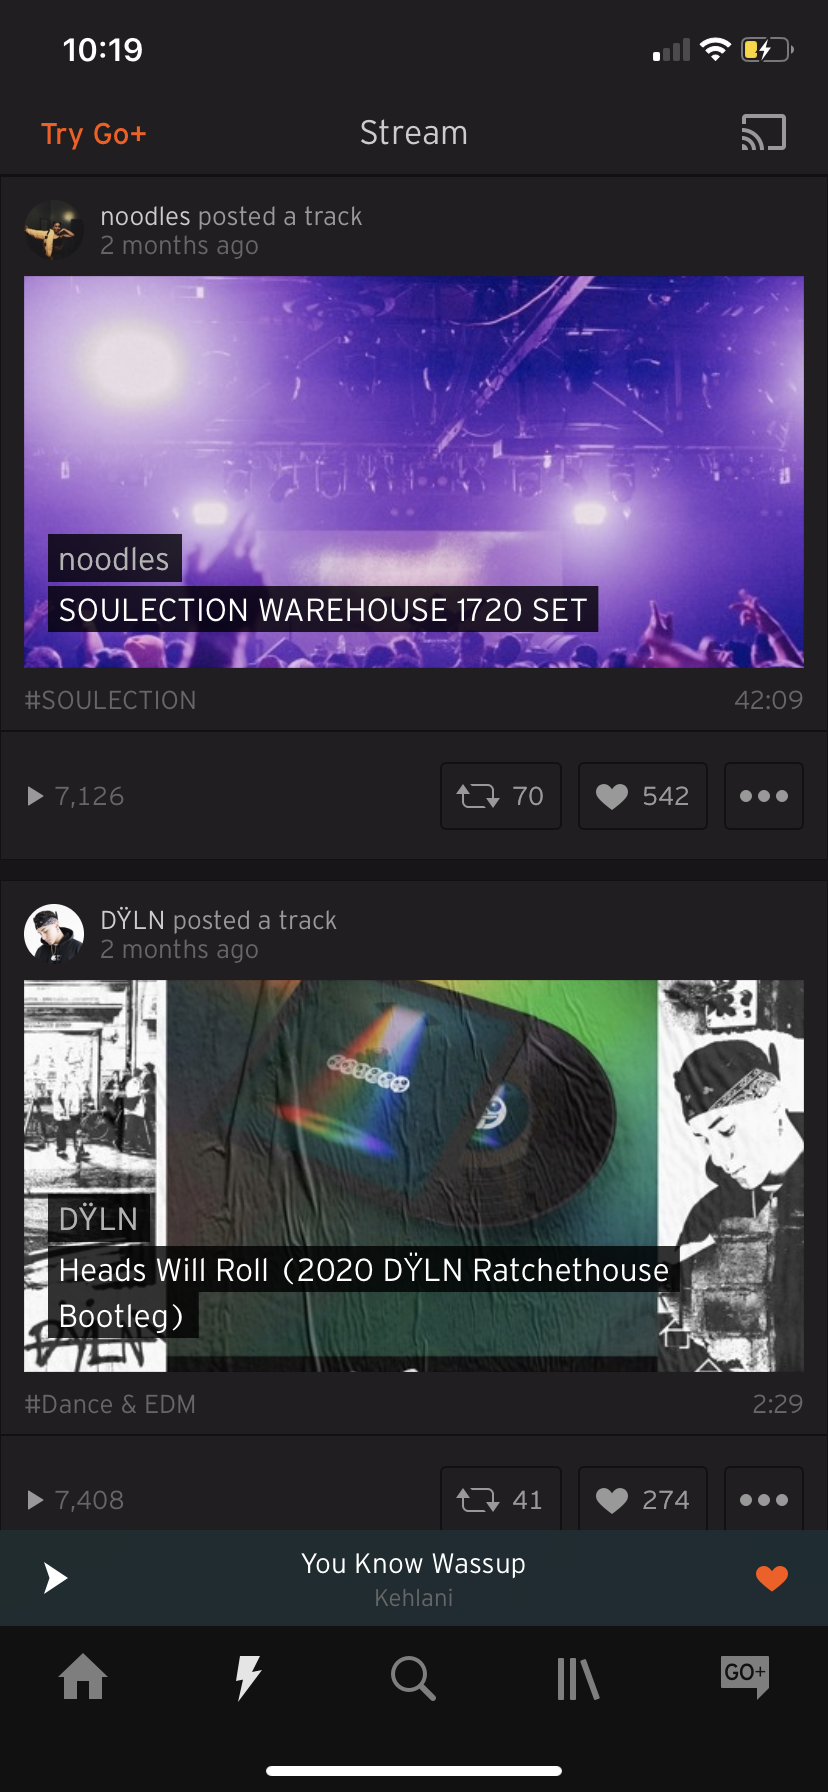 10:19
Try Go+
Stream
noodles posted a track
2 months ago
noodles
SOULECTION WAREHOUSE 1720 SET
#SOULECTION
42:09
7,126
70
542
DŸLN posted a track
2 months ago
DŸLN
Heads Will Roll (2020 DŸLN Ratchethouse
Bootleg)
DYLN
#Dance & EDM
2:29
7,408
41
274
You Know Wassup
Kehlani
GO+